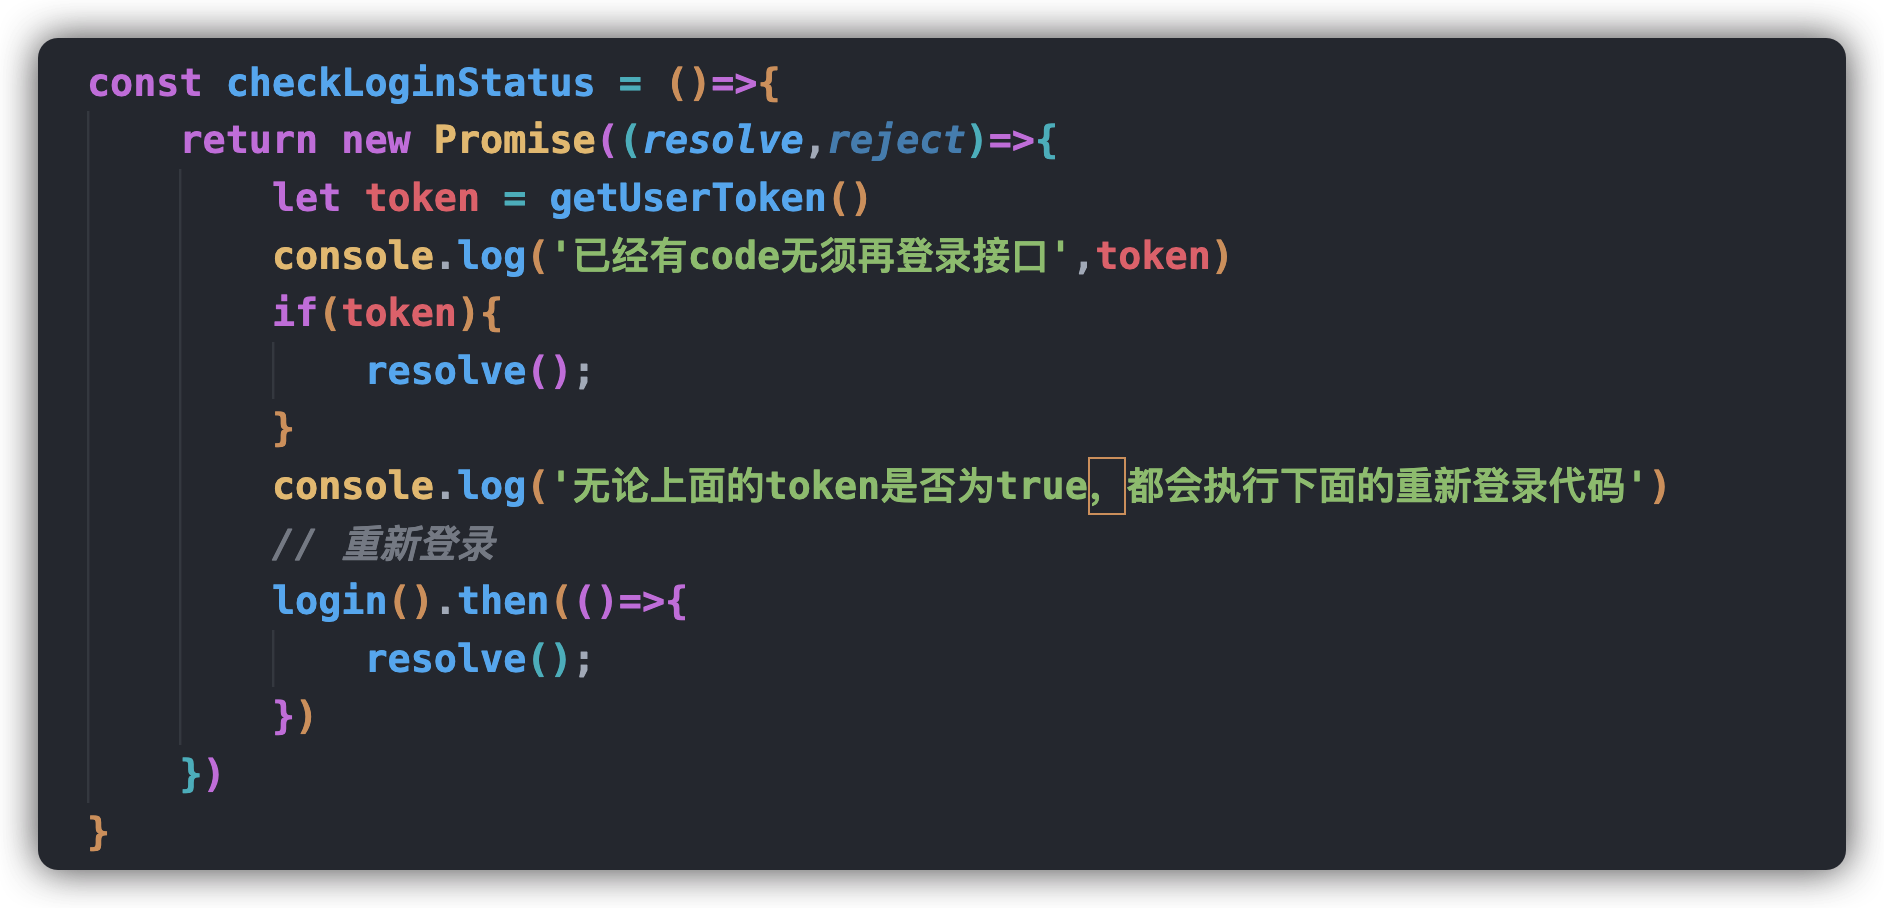 const checkLoginStatus = ()=>{
return new Promise((resolve,reject)=>{
let token = getUserToken()
console.log('已经有code无须再登录接口',token)
if(token){
resolve();
}
console.log('无论上面的token是否为true，都会执行下面的重新登录代码')
// 重新登录
login().then(()=>{
resolve();
})
})
}